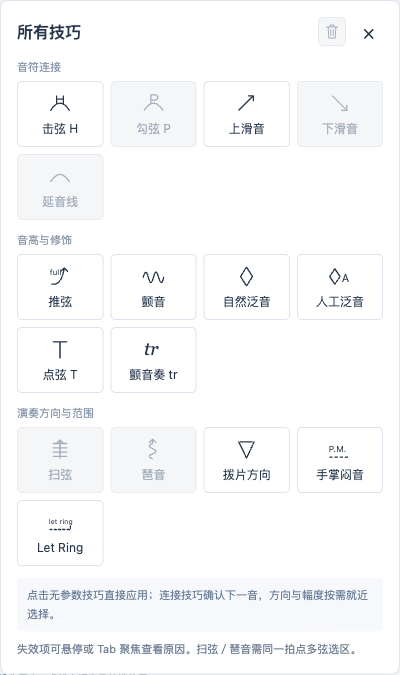 所有技巧
音符连接
H
击弦 H
P
勾弦 P
上滑音
下滑音
延音线
音高与修饰
full
推弦
颤音
自然泛音
A
人工泛音
T
点弦 T
tr
颤音奏 tr
演奏方向与范围
扫弦
琶音
拨片方向
P.M.
手掌闷音
let ring
Let Ring
点击无参数技巧直接应用；连接技巧确认下一音，方向与幅度按需就近
选择。
失效项可悬停或 Tab 聚焦查看原因。扫弦 / 琶音需同一拍点多弦选区。